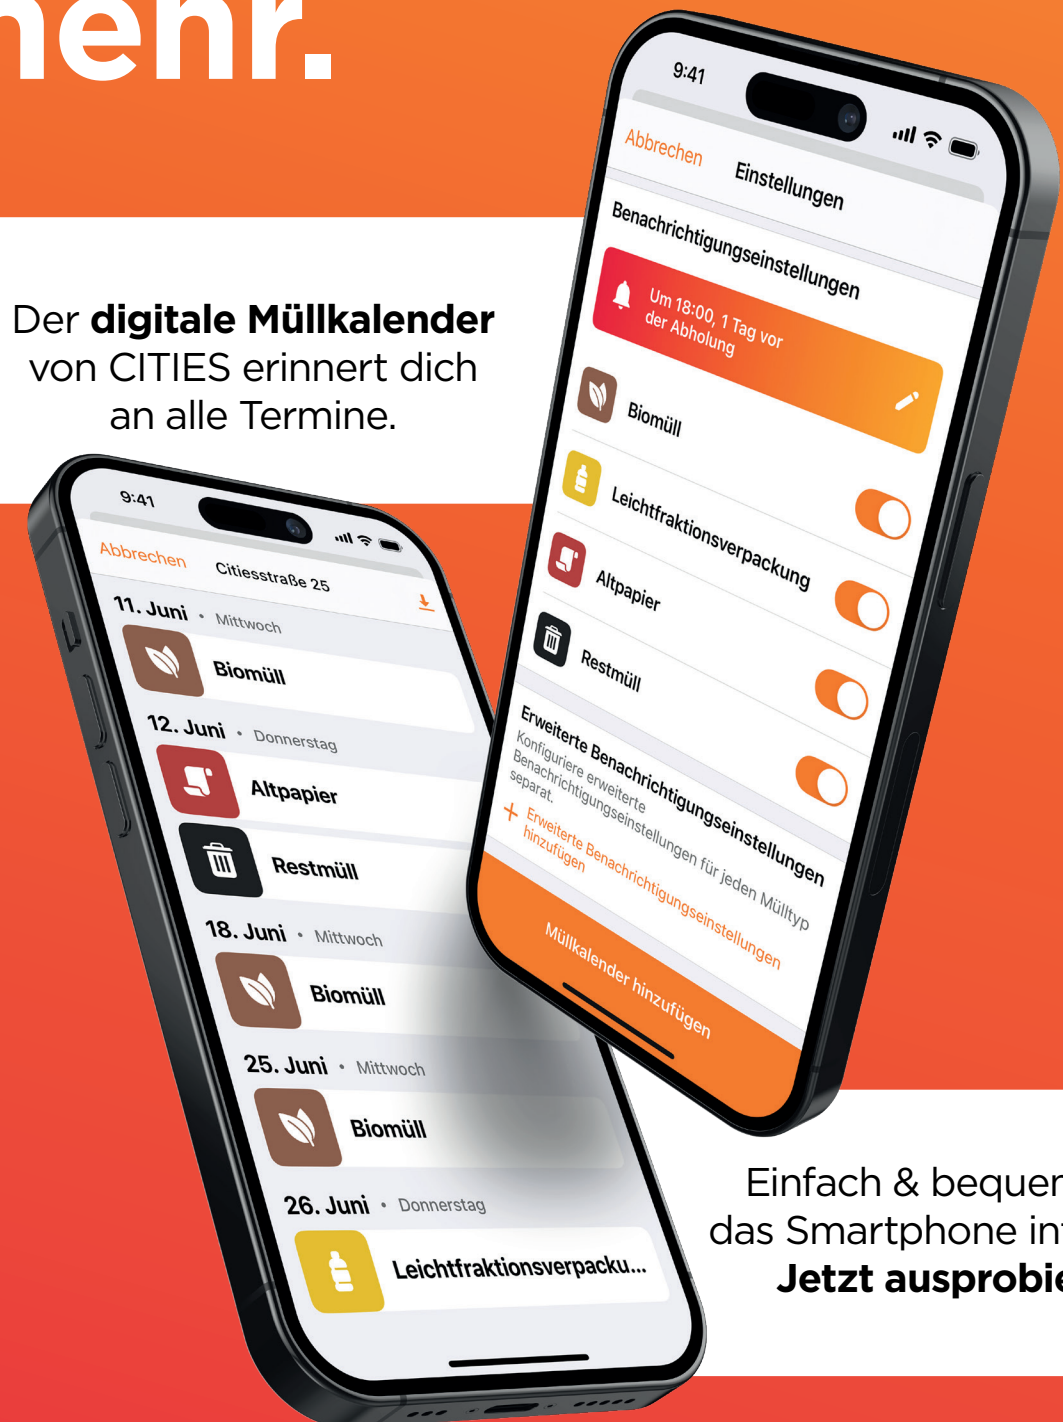 mehr.
Der digitale Müllkalender
von CITIES erinnert dich
an alle Termine.
9:41
Abbrechen Einstellungen
Benachrichtigungseinstellungen
Um 18:00, 1 Tag vor
der Abholung
Biomüll
Leichtfraktionsverpackung
Altpapier
Restmüll
Erweiterte Benachrichtigungseinstellungen
Konfiguriere erweiterte
Benachrichtigungseinstellungen für jeden Mülltyp
separat.
+ Erweiterte Benachrichtigungseinstellungen
hinzufügen
Müllkalender hinzufügen
9:41
Abbrechen Citiesstraße 25
11. Juni • Mittwoch
Biomüll
12. Juni • Donnerstag
Altpapier
Restmüll
18. Juni • Mittwoch
Biomüll
25. Juni • Mittwoch
Biomüll
26. Juni • Donnerstag
Leichtfraktionsverpacku...
Einfach & bequem
das Smartphone
Jetzt ausprobie